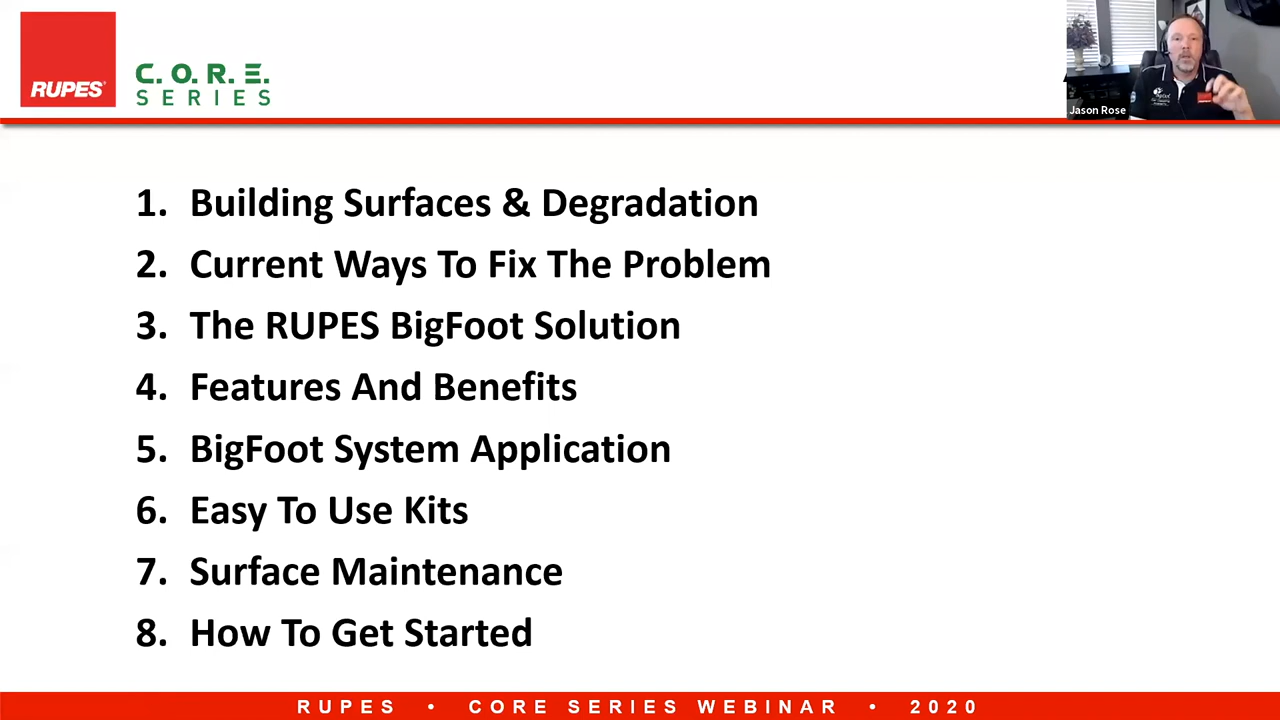 RUPES
C.O.R.E.
SERIES
Jason Rose
1. Building Surfaces & Degradation
2. Current Ways To Fix The Problem
3. The RUPES BigFoot Solution
4. Features And Benefits
5. BigFoot System Application
6. Easy To Use Kits
7. Surface Maintenance
8. How To Get Started
RUPES • CORE SERIES WEBINAR • 2020